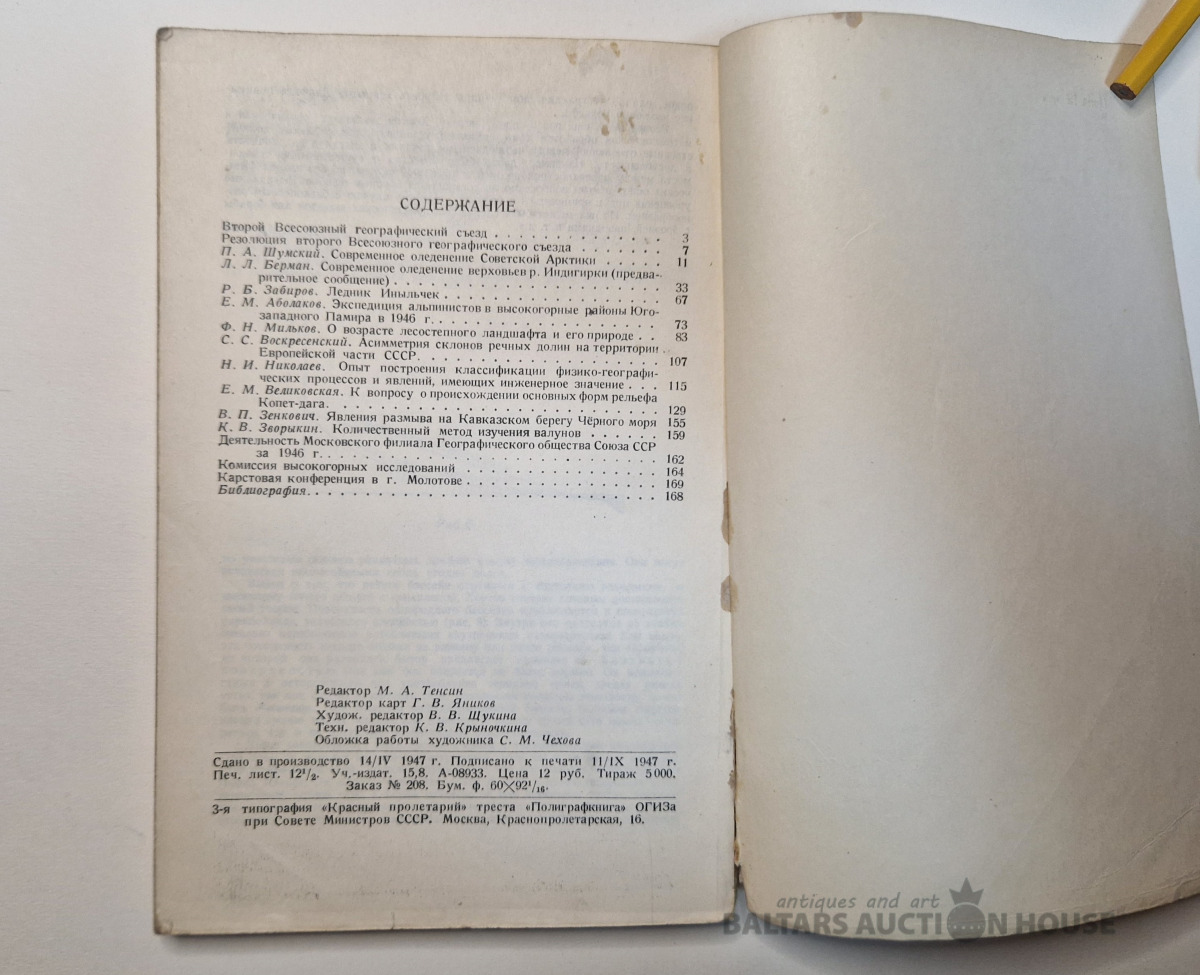 СОДЕРЖАНИЕ
Второй Всесоюзный географический съезд . . . . . . . . . . . . . . 3
Резолюция второго Всесоюзного географического съезда . . . . . . . 7
П. А. Шумский. Современное оледенение Советской Арктики . . . . . 11
Л. Л. Берман. Современное оледенение верховьев р. Индигирки (предва-
рительное сообщение) . . . . . . . . . . . . . . . . . . . . . . 33
Р. Б. Забиров. Ледник Иныльчек . . . . . . . . . . . . . . . . . . 67
Е. М. Аболаков. Экспедиция альпинистов в высокогорные районы Юго-
западного Памира в 1946 г. . . . . . . . . . . . . . . . . . . . 73
Ф. Н. Мильков. О возрасте лесостепного ландшафта и его природе . . 83
С. С. Воскресенский. Асимметрия склонов речных долин на территории
Европейской части СССР. . . . . . . . . . . . . . . . . . . . . 107
Н. И. Николаев. Опыт построения классификации физико-географи-
ческих процессов и явлений, имеющих инженерное значение . . . 115
Е. М. Великовская. К вопросу о происхождении основных форм рельефа
Копет-дага. . . . . . . . . . . . . . . . . . . . . . . . . . . 129
В. П. Зенкович. Явления размыва на Кавказском берегу Чёрного моря 155
К. В. Зворыкин. Количественный метод изучения валунов . . . . . . 159
Деятельность Московского филиала Географического общества Союза ССР
за 1946 г. . . . . . . . . . . . . . . . . . . . . . . . . . . . 162
Комиссия высокогорных исследований . . . . . . . . . . . . . . . . 164
Карстовая конференция в г. Молотове . . . . . . . . . . . . . . . . 169
Библиография. . . . . . . . . . . . . . . . . . . . . . . . . . . . 168
Редактор М. А. Тенсин
Редактор карт Г. В. Яников
Худож. редактор В. В. Щукина
Техн. редактор К. В. Крыночкина
Обложка работы художника С. М. Чехова
Сдано в производство 14/IV 1947 г. Подписано к печати 11/IX 1947 г.
Печ. лист. 12¹/₂. Уч.-издат. 15,8. А-08933. Цена 12 руб. Тираж 5 000.
Заказ № 208. Бум. ф. 60×92¹/₁₆.
3-я типография «Красный пролетарий» треста «Полиграфкнига» ОГИЗа
при Совете Министров СССР. Москва, Краснопролетарская, 16.
antiques and art
BALTARS AUCTION HOUSE